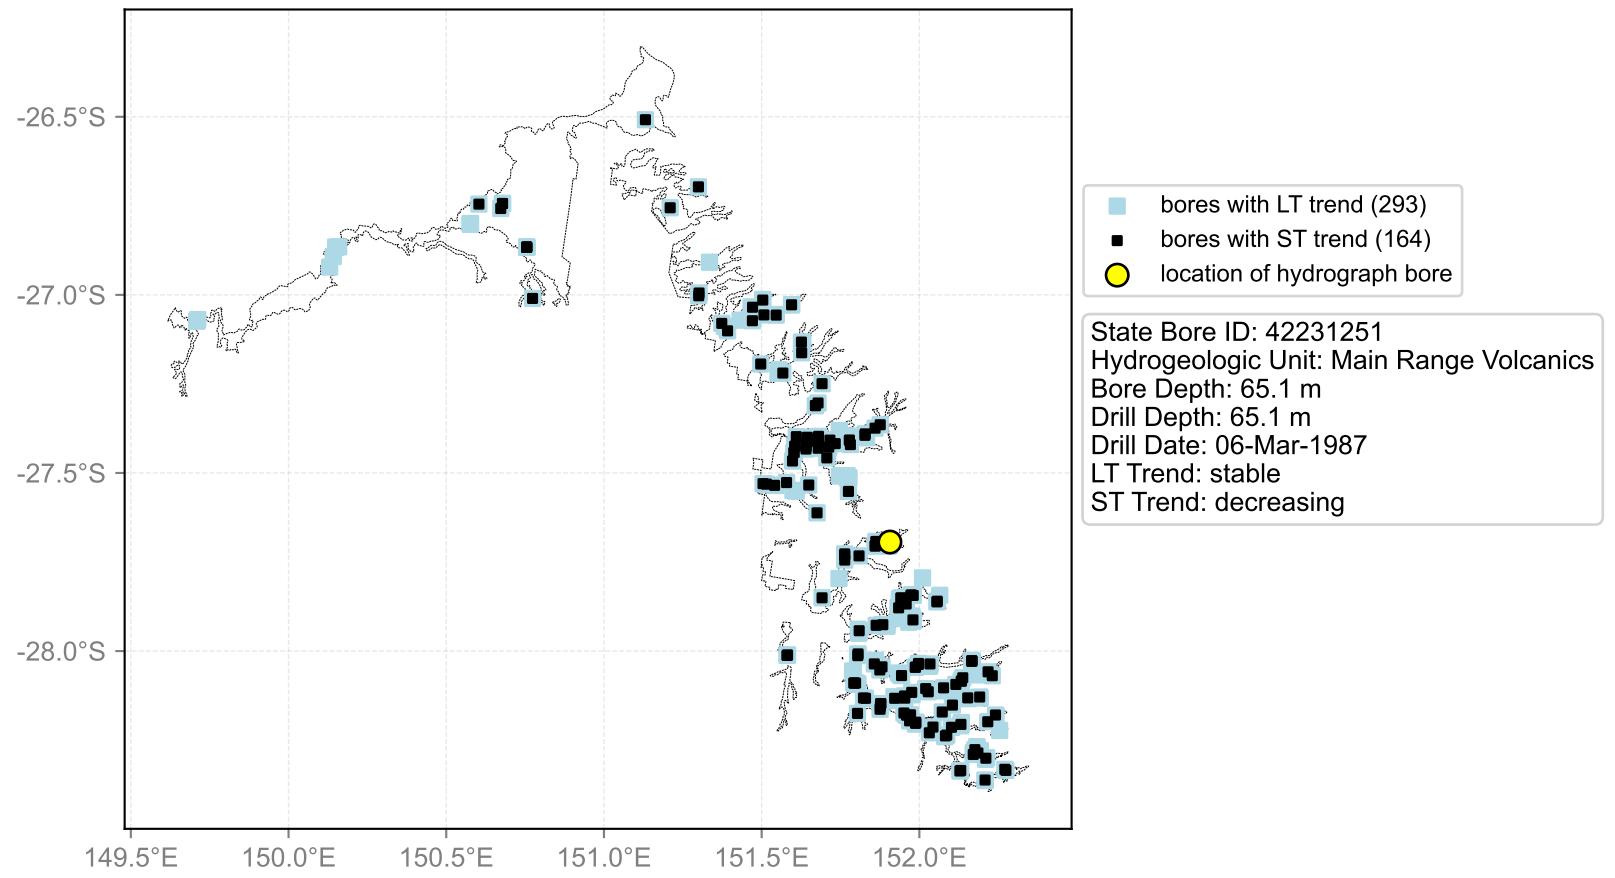 -26.5°S
-27.0°S
-27.5°S
-28.0°S
149.5°E 150.0°E 150.5°E 151.0°E 151.5°E 152.0°E
bores with LT trend (293)
bores with ST trend (164)
location of hydrograph bore
State Bore ID: 42231251
Hydrogeologic Unit: Main Range Volcanics
Bore Depth: 65.1 m
Drill Depth: 65.1 m
Drill Date: 06-Mar-1987
LT Trend: stable
ST Trend: decreasing